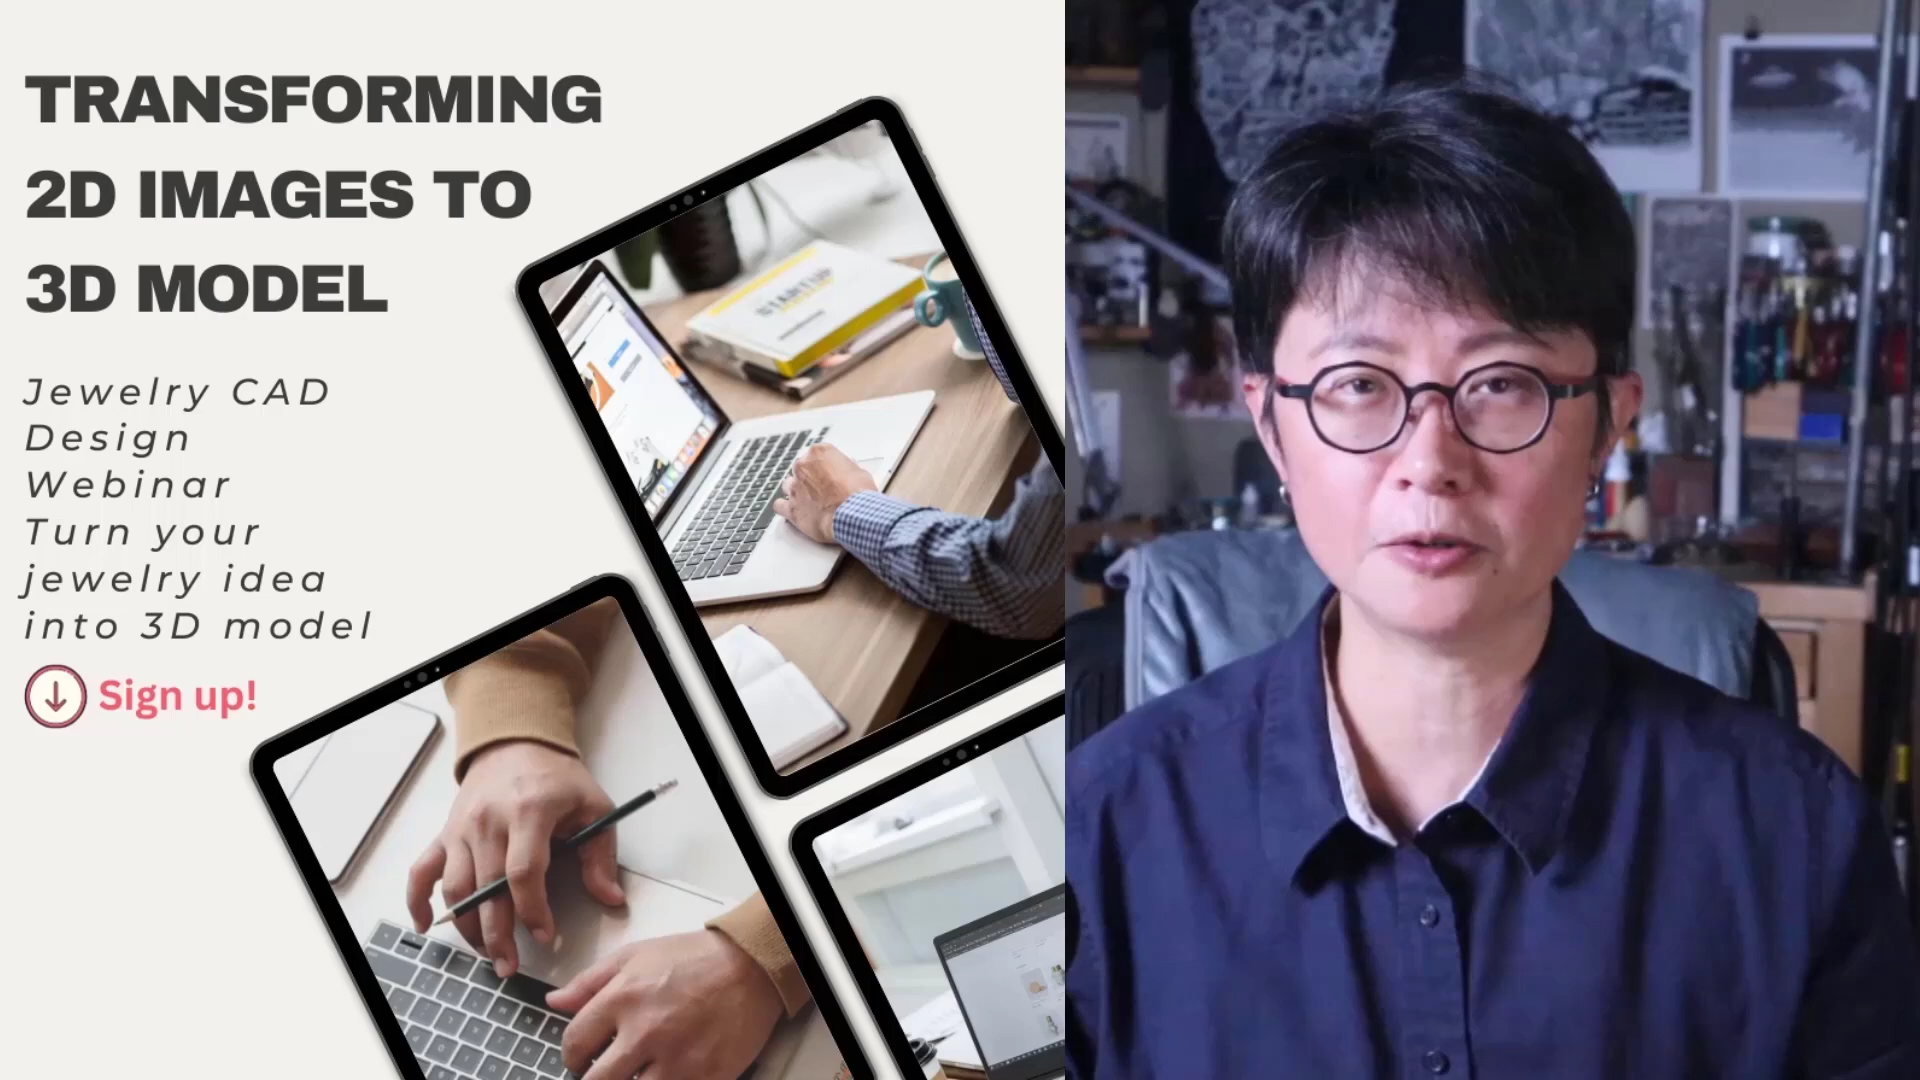 TRANSFORMING
2D IMAGES TO
3D MODEL
Jewelry CAD
Design
Webinar
Turn your
jewelry idea
into 3D model
Sign up!